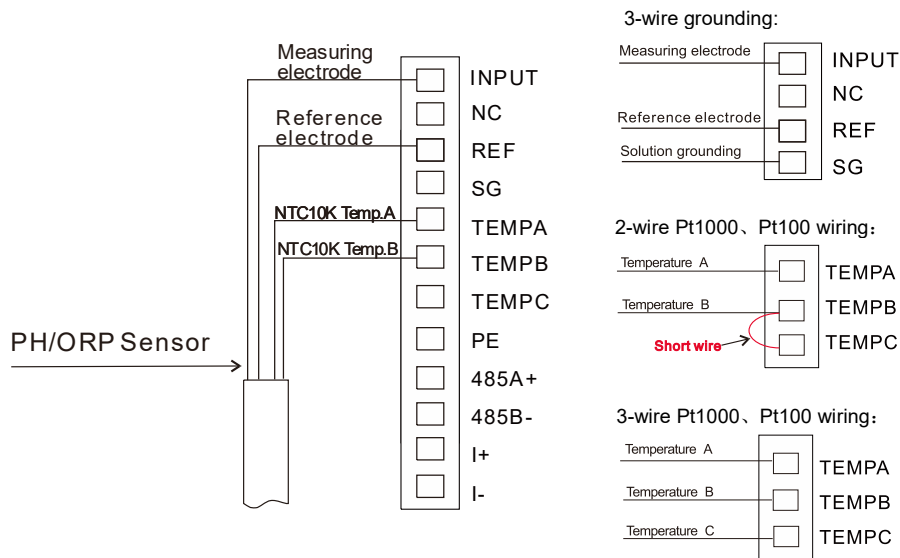 Measuring
electrode
Reference
electrode
NTC10K Temp.A
NTC10K Temp.B
PH/ORP Sensor
INPUT
NC
REF
SG
TEMPA
TEMPB
TEMPC
PE
485A+
485B-
I+
I-
3-wire grounding:
Measuring electrode
Reference electrode
Solution grounding
INPUT
NC
REF
SG
2-wire Pt1000、Pt100 wiring：
Temperature A
Temperature B
Short wire
TEMPA
TEMPB
TEMPC
3-wire Pt1000、Pt100 wiring：
Temperature A
Temperature B
Temperature C
TEMPA
TEMPB
TEMPC